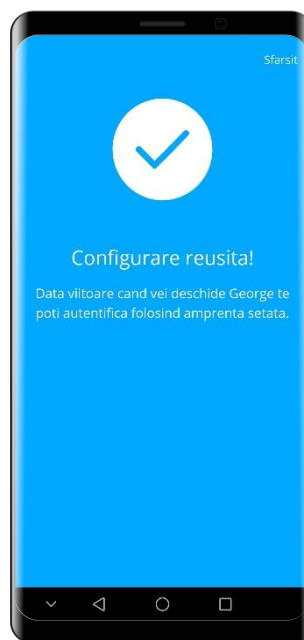 Sfarsit
Configurare reusita!
Data viitoare cand vei deschide George te
poti autentifica folosind amprenta setata.